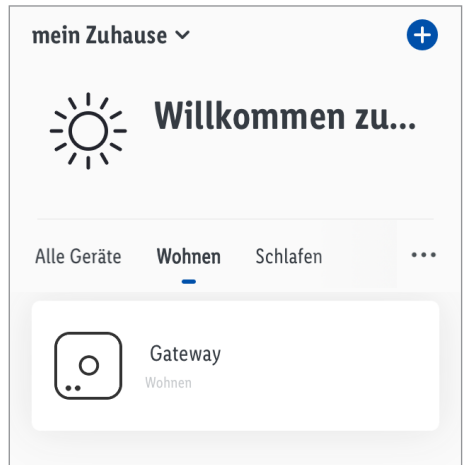 mein Zuhause
Willkommen zu...
Alle Geräte Wohnen Schlafen
Gateway
Wohnen